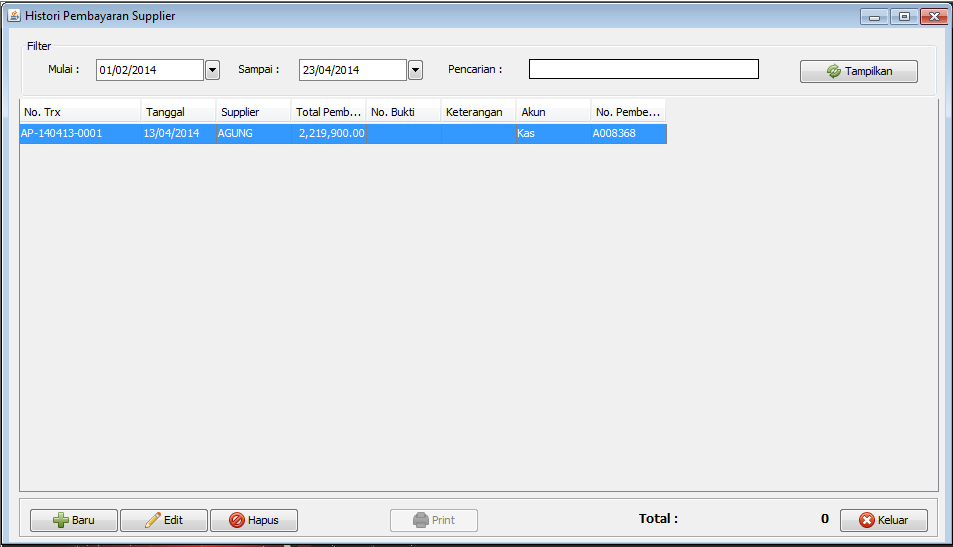 Histori Pembayaran Supplier
Filter
Mulai : 01/02/2014 Sampai : 23/04/2014 Pencarian : Tampilkan
No. Trx Tanggal Supplier Total Pemb... No. Bukti Keterangan Akun No. Pembe...
AP-140413-0001 13/04/2014 AGUNG 2,219,900.00 Kas A008368
Baru Edit Hapus Print Total : 0 Keluar